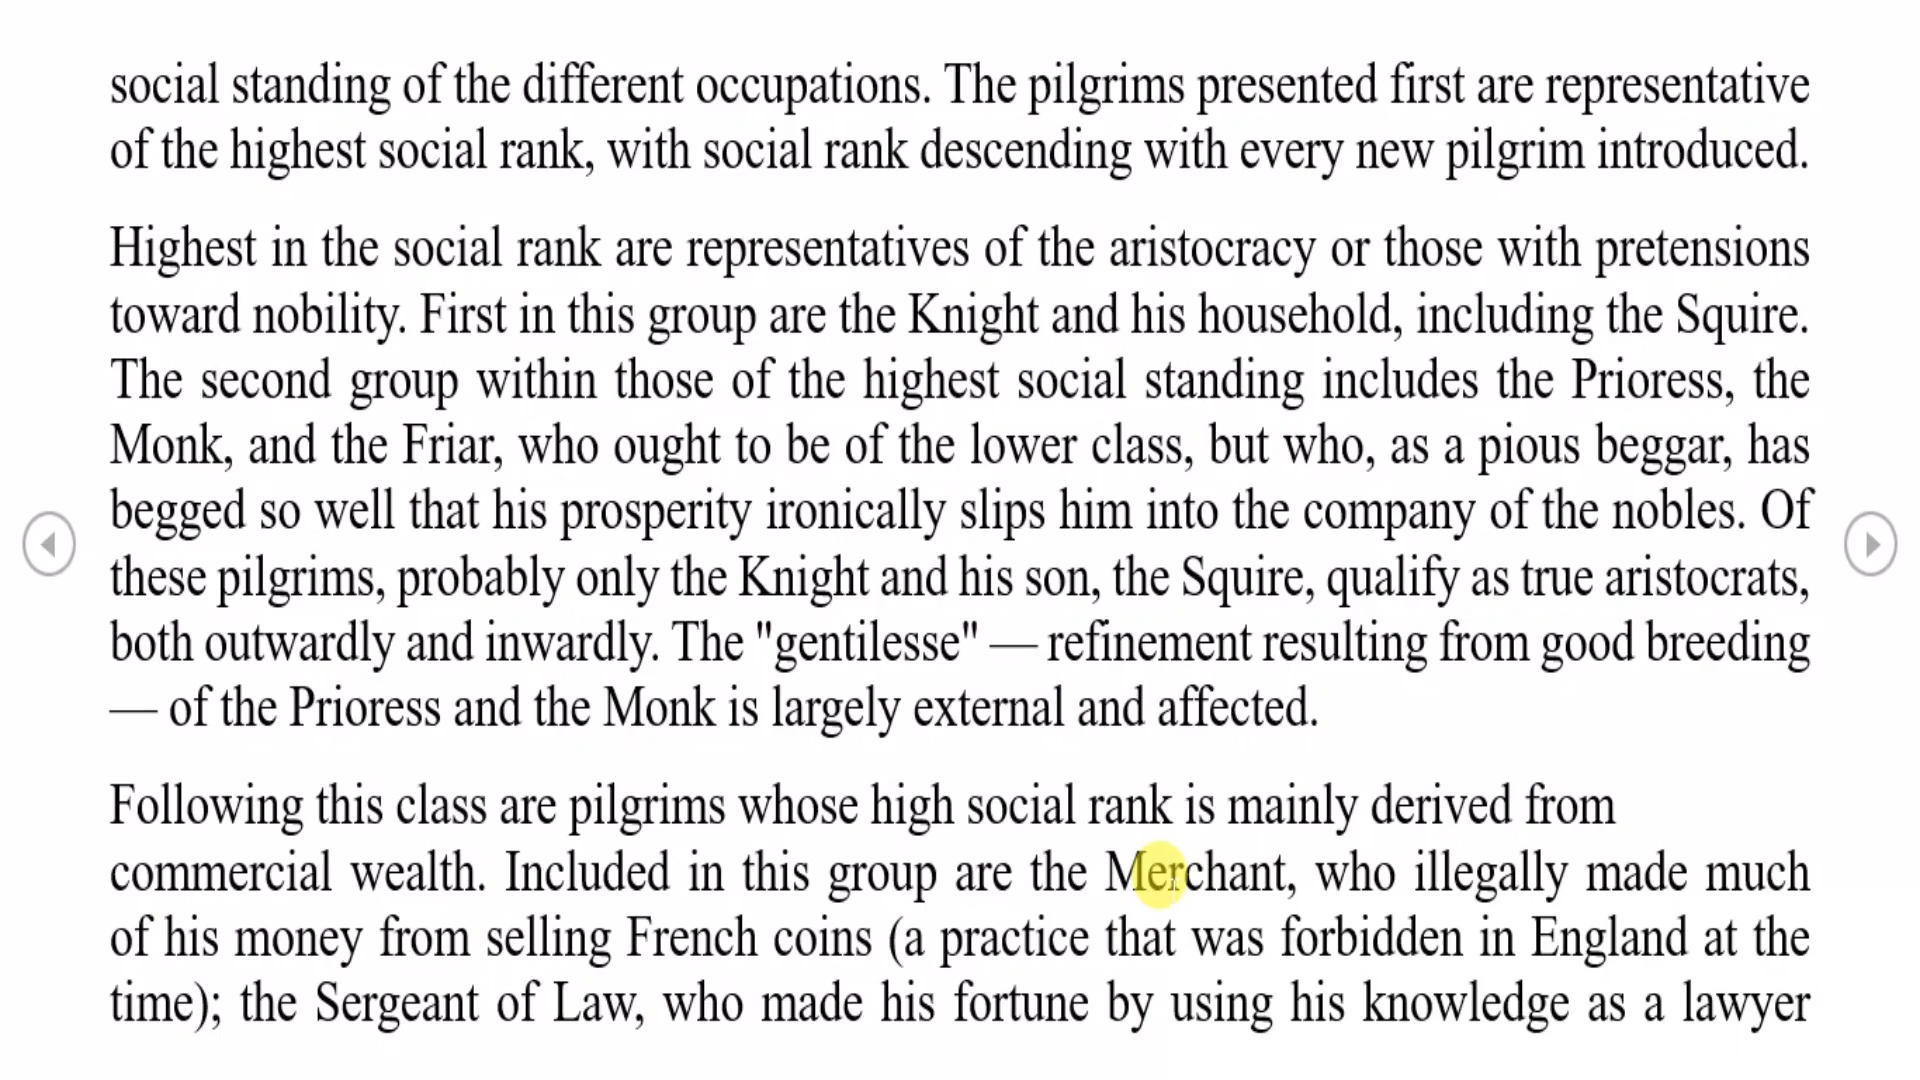 social standing of the different occupations. The pilgrims presented first are representative
of the highest social rank, with social rank descending with every new pilgrim introduced.
Highest in the social rank are representatives of the aristocracy or those with pretensions
toward nobility. First in this group are the Knight and his household, including the Squire.
The second group within those of the highest social standing includes the Prioress, the
Monk, and the Friar, who ought to be of the lower class, but who, as a pious beggar, has
begged so well that his prosperity ironically slips him into the company of the nobles. Of
these pilgrims, probably only the Knight and his son, the Squire, qualify as true aristocrats,
both outwardly and inwardly. The "gentilesse" — refinement resulting from good breeding
— of the Prioress and the Monk is largely external and affected.
Following this class are pilgrims whose high social rank is mainly derived from
commercial wealth. Included in this group are the Merchant, who illegally made much
of his money from selling French coins (a practice that was forbidden in England at the
time); the Sergeant of Law, who made his fortune by using his knowledge as a lawyer